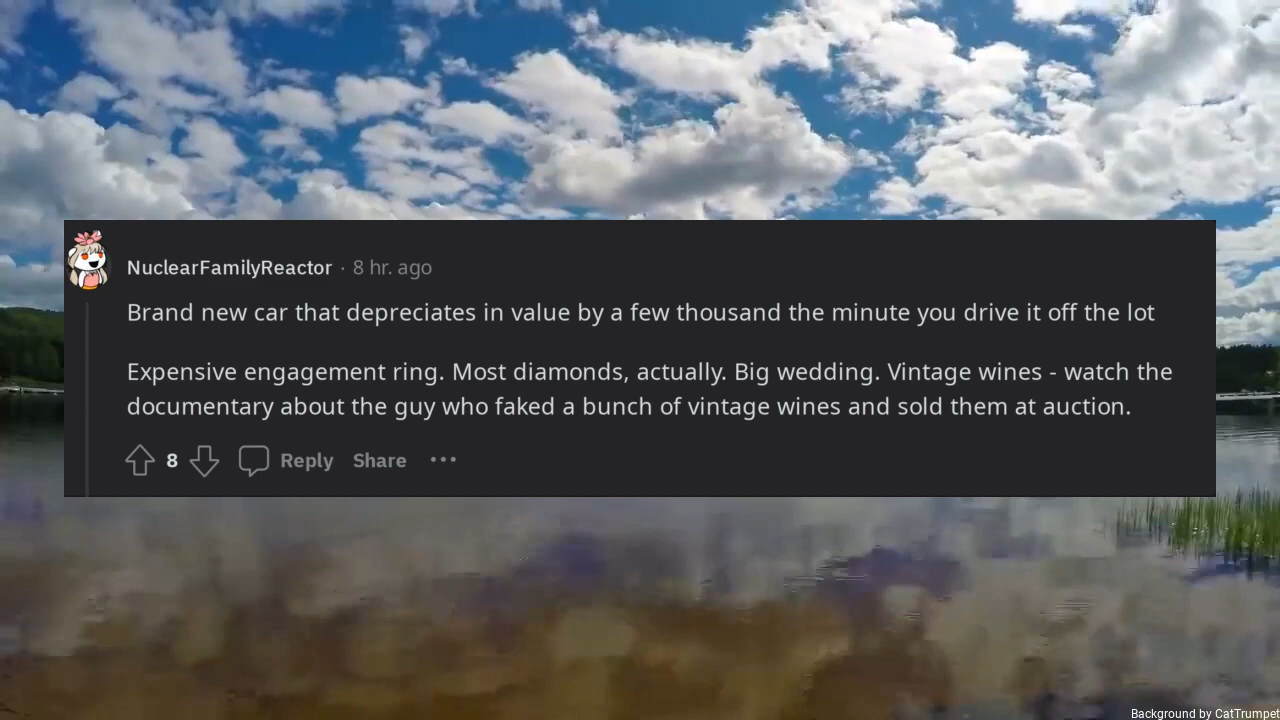 NuclearFamilyReactor · 8 hr. ago
Brand new car that depreciates in value by a few thousand the minute you drive it off the lot
Expensive engagement ring. Most diamonds, actually. Big wedding. Vintage wines - watch the
documentary about the guy who faked a bunch of vintage wines and sold them at auction.
8 Reply Share •••
Background by CatTrumpet